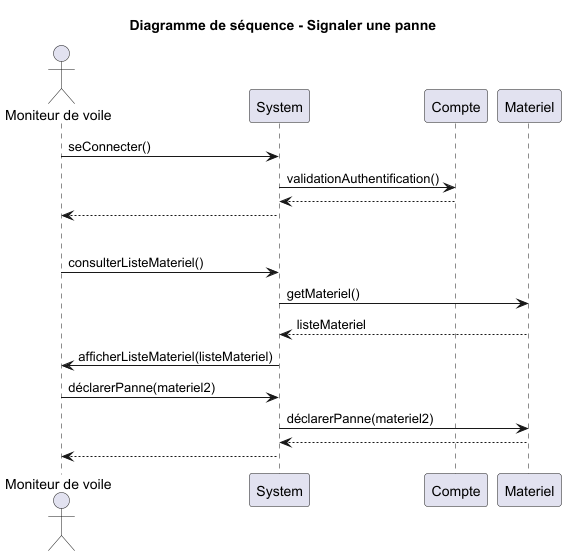 Diagramme de séquence - Signaler une panne
Moniteur de voile
System
Compte
Materiel
seConnecter()
validationAuthentification()
consulterListeMateriel()
getMateriel()
listeMateriel
afficherListeMateriel(listeMateriel)
déclarerPanne(materiel2)
déclarerPanne(materiel2)
Moniteur de voile
System
Compte
Materiel